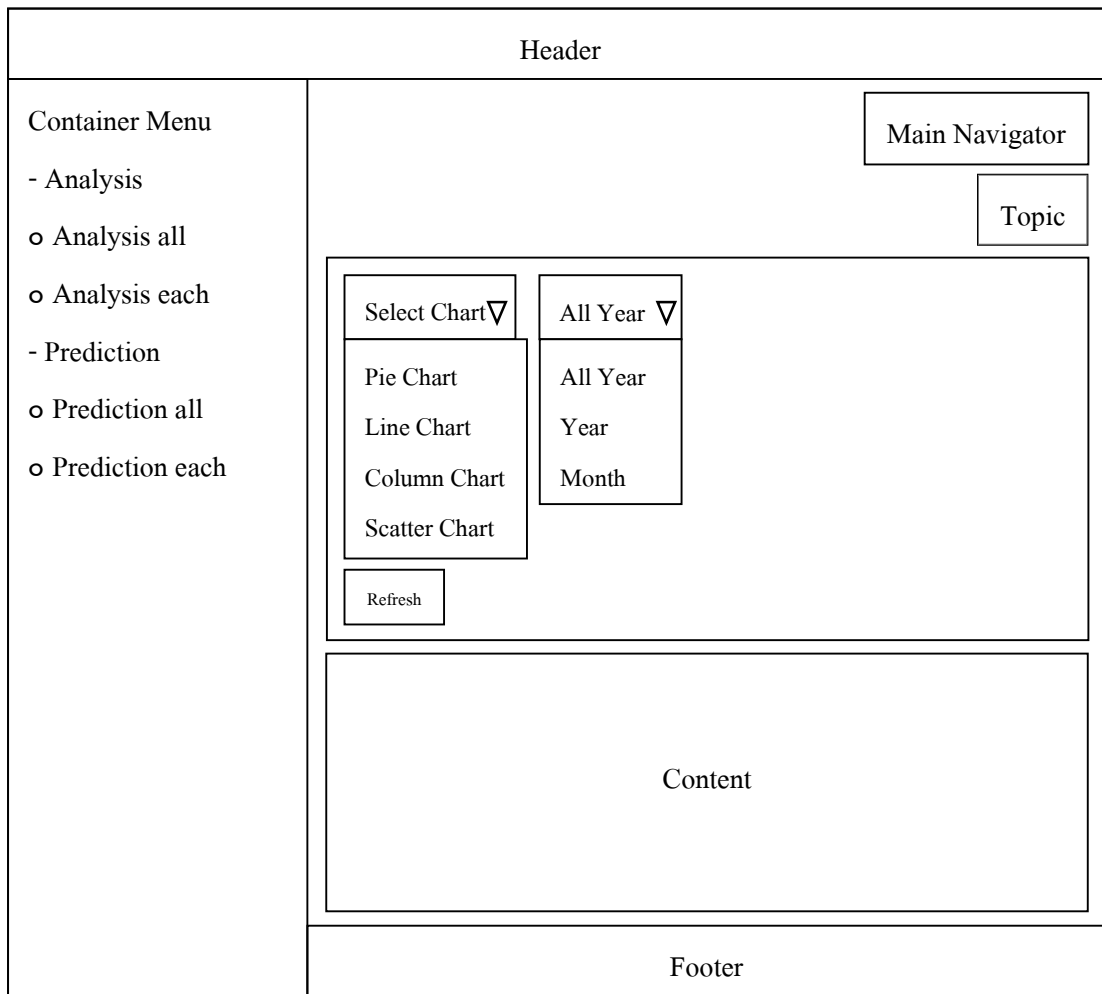 Header
Container Menu
- Analysis
o Analysis all
o Analysis each
- Prediction
o Prediction all
o Prediction each
Main Navigator
Topic
Select Chart
Pie Chart
Line Chart
Column Chart
Scatter Chart
All Year
All Year
Year
Month
Refresh
Content
Footer